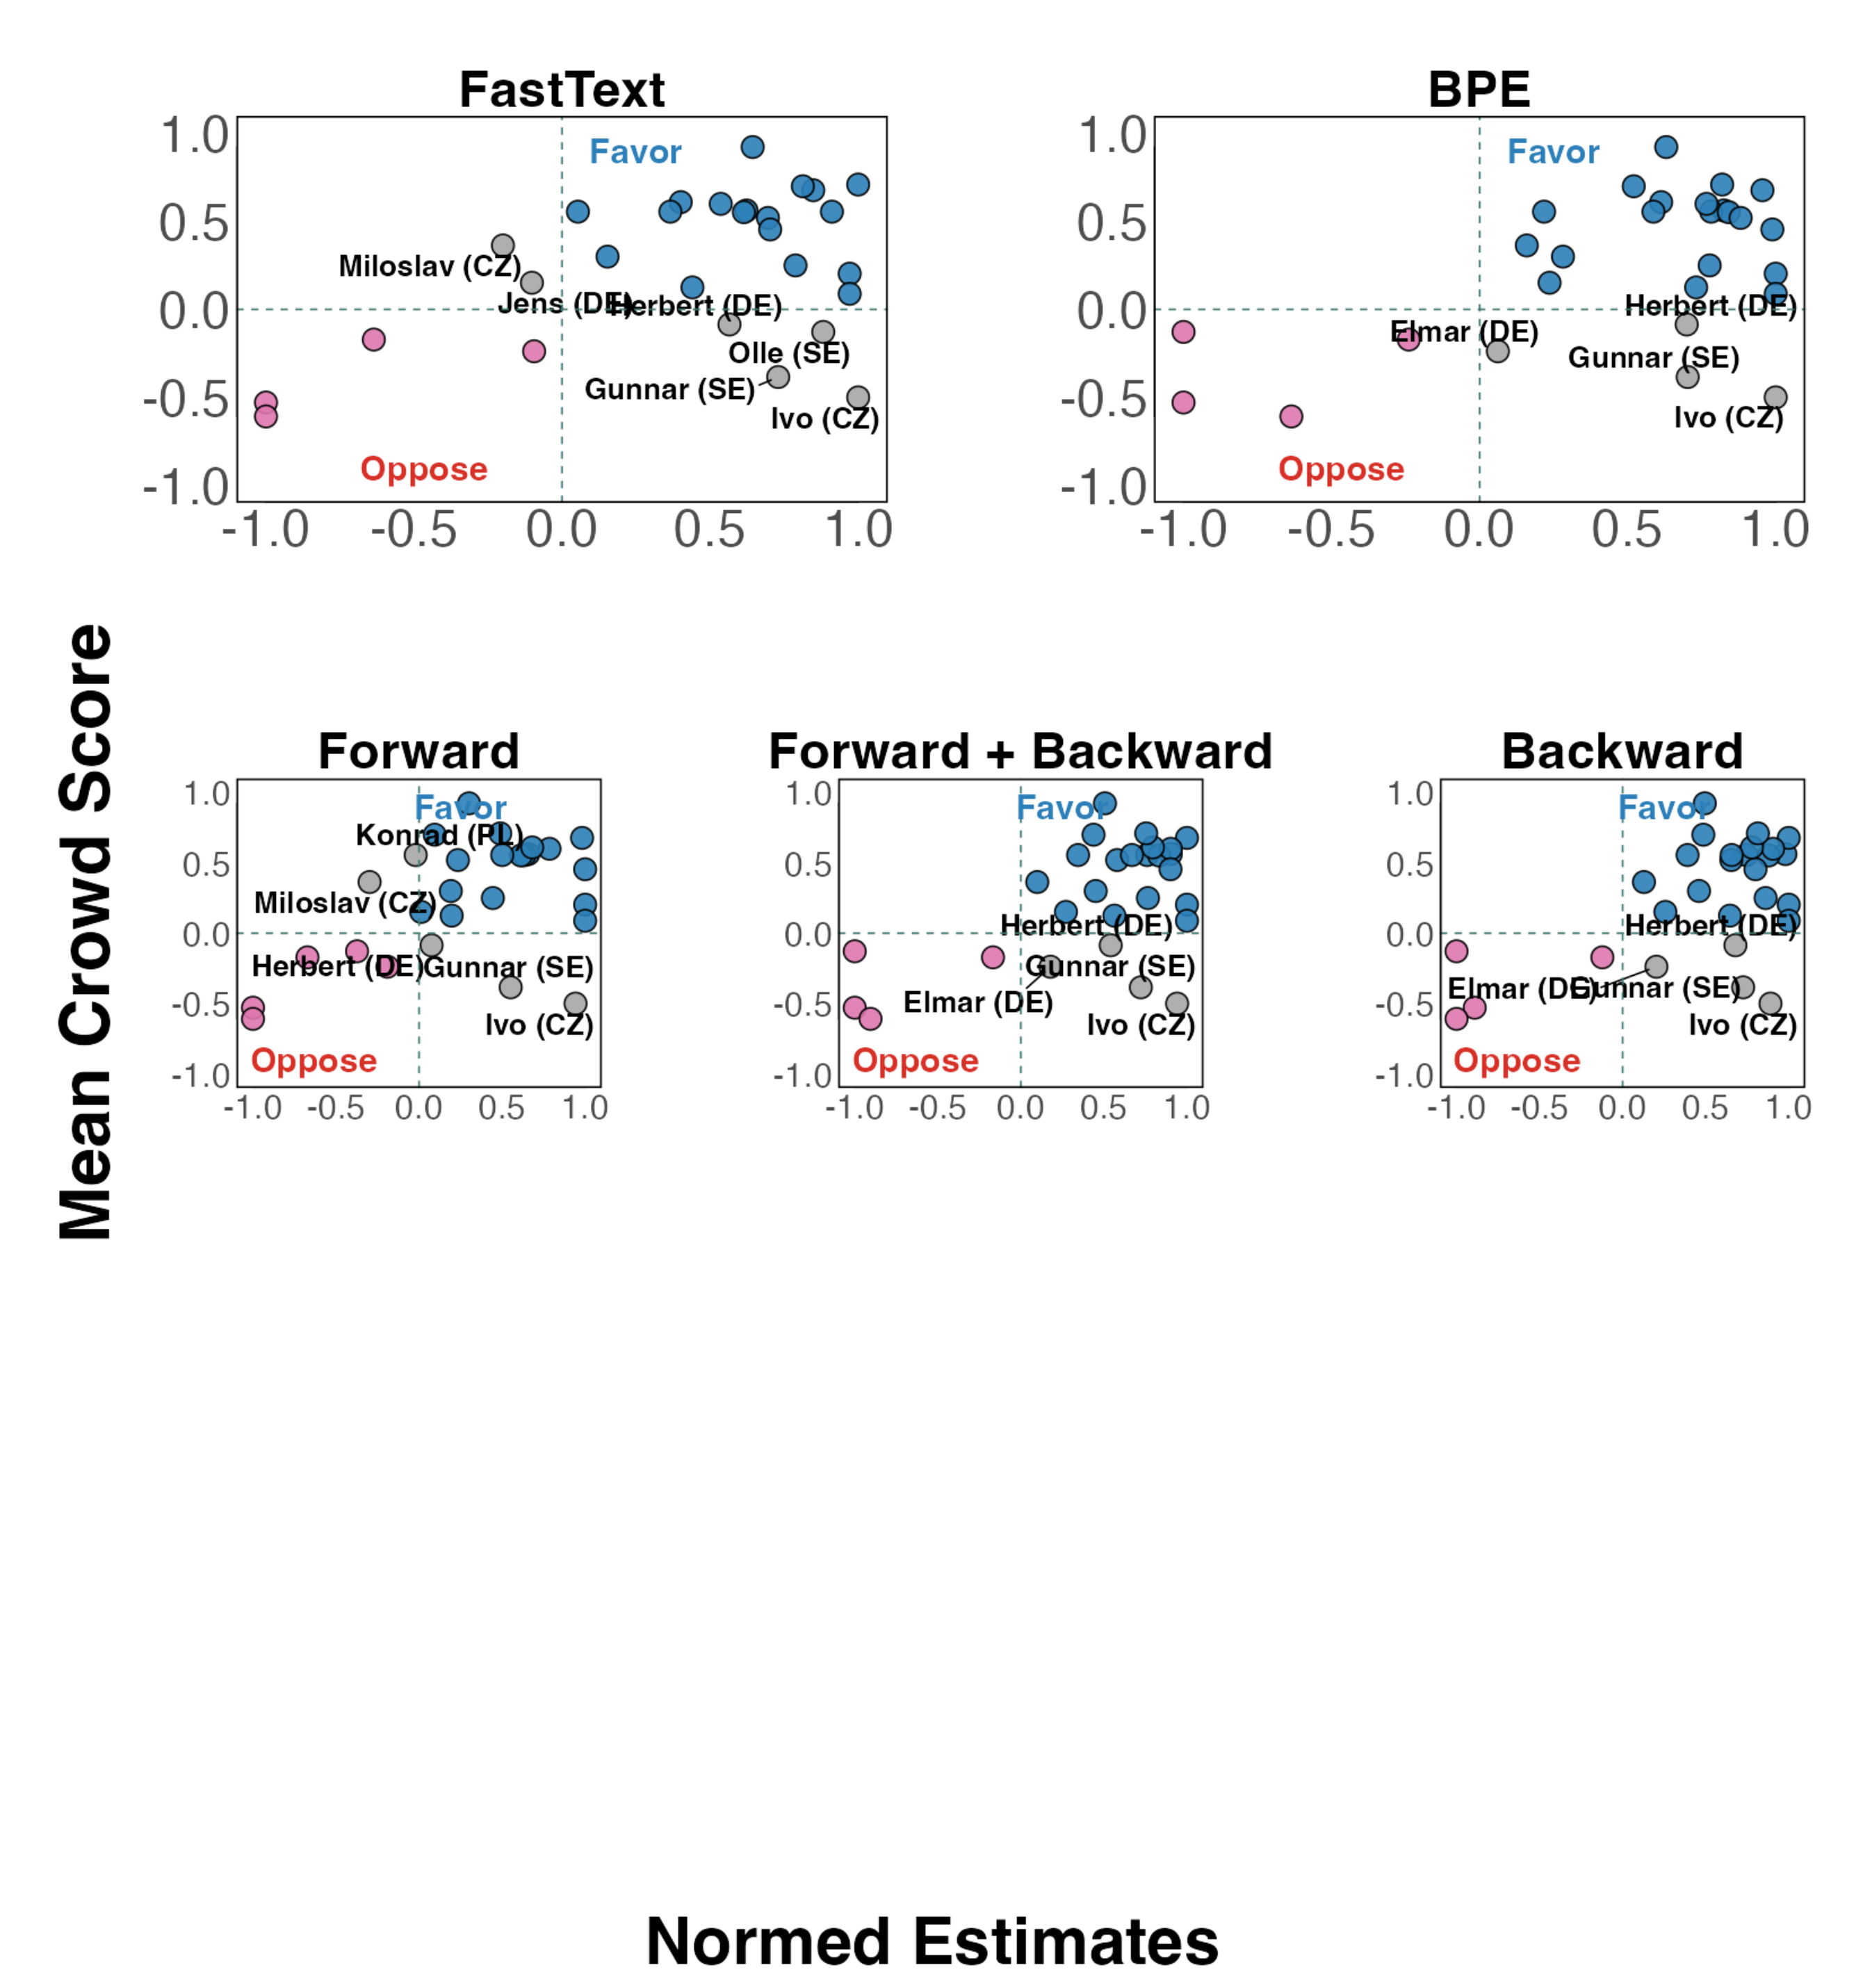 FastText
BPE
1.0
0.5
0.0
-0.5
-1.0
Favor
Miloslav (CZ)
Jens (DE)
Herbert (DE)
Olle (SE)
Gunnar (SE)
Ivo (CZ)
Oppose
-1.0 -0.5 0.0 0.5 1.0
1.0
0.5
0.0
-0.5
-1.0
Favor
Herbert (DE)
Elmar (DE)
Gunnar (SE)
Ivo (CZ)
Oppose
-1.0 -0.5 0.0 0.5 1.0
Mean Crowd Score
Forward
Forward + Backward
Backward
1.0
0.5
0.0
-0.5
-1.0
Favor
Konrad (PL)
Miloslav (CZ)
Herbert (DE)
Gunnar (SE)
Ivo (CZ)
Oppose
-1.0 -0.5 0.0 0.5 1.0
1.0
0.5
0.0
-0.5
-1.0
Favor
Herbert (DE)
Gunnar (SE)
Elmar (DE)
Ivo (CZ)
Oppose
-1.0 -0.5 0.0 0.5 1.0
1.0
0.5
0.0
-0.5
-1.0
Favor
Herbert (DE)
Elmar (DE)
Gunnar (SE)
Ivo (CZ)
Oppose
-1.0 -0.5 0.0 0.5 1.0
Normed Estimates